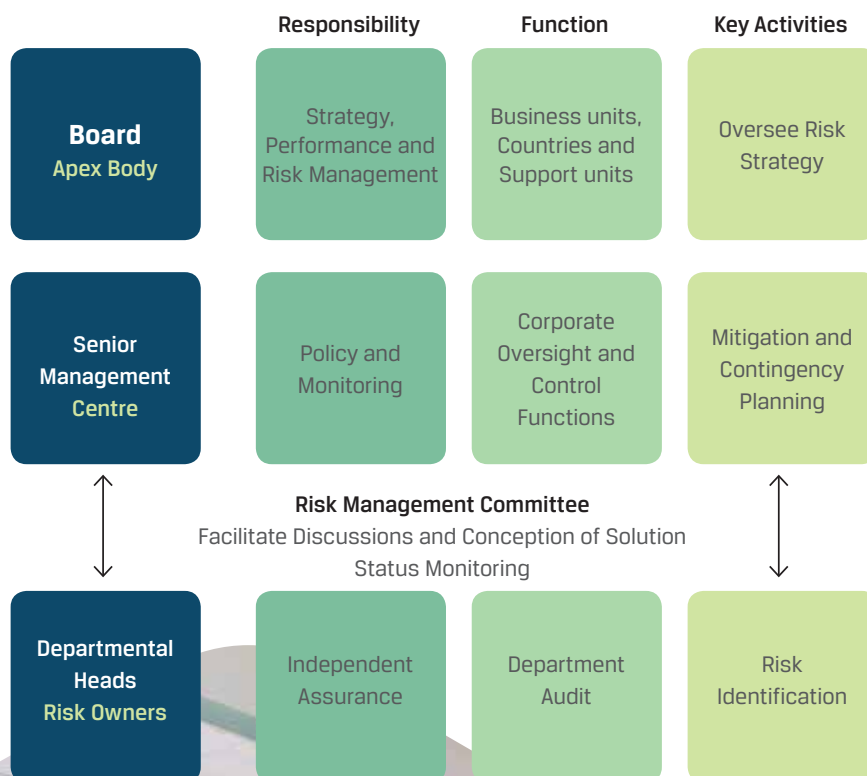 Responsibility
Function
Key Activities
Board
Apex Body
Strategy,
Performance and
Risk Management
Business units,
Countries and
Support units
Oversee Risk
Strategy
Senior
Management
Centre
Policy and
Monitoring
Corporate
Oversight and
Control
Functions
Mitigation and
Contingency
Planning
Risk Management Committee
Facilitate Discussions and Conception of Solution
Status Monitoring
Departmental
Heads
Risk Owners
Independent
Assurance
Department
Audit
Risk
Identification